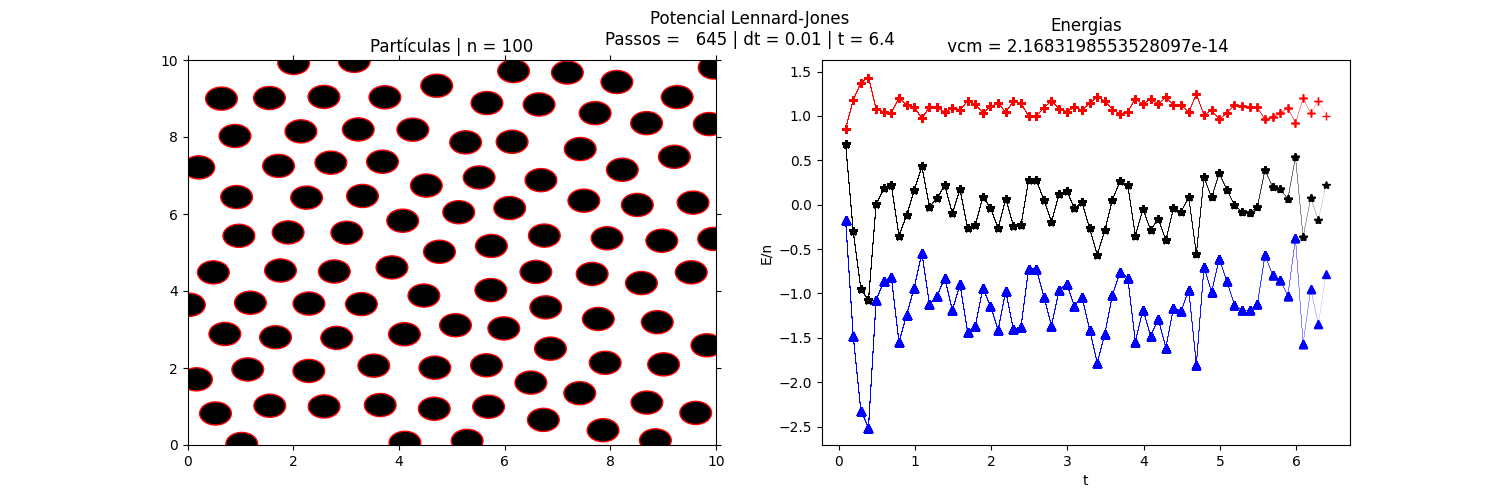 Potencial Lennard-Jones
Passos =   645 | dt = 0.01 | t = 6.4
Partículas | n = 100
10
8
6
4
2
0
0 2 4 6 8 10
Energias
vcm = 2.1683198553528097e-14
E/n
1.5
1.0
0.5
0.0
−0.5
−1.0
−1.5
−2.0
−2.5
0 1 2 3 4 5 6
t